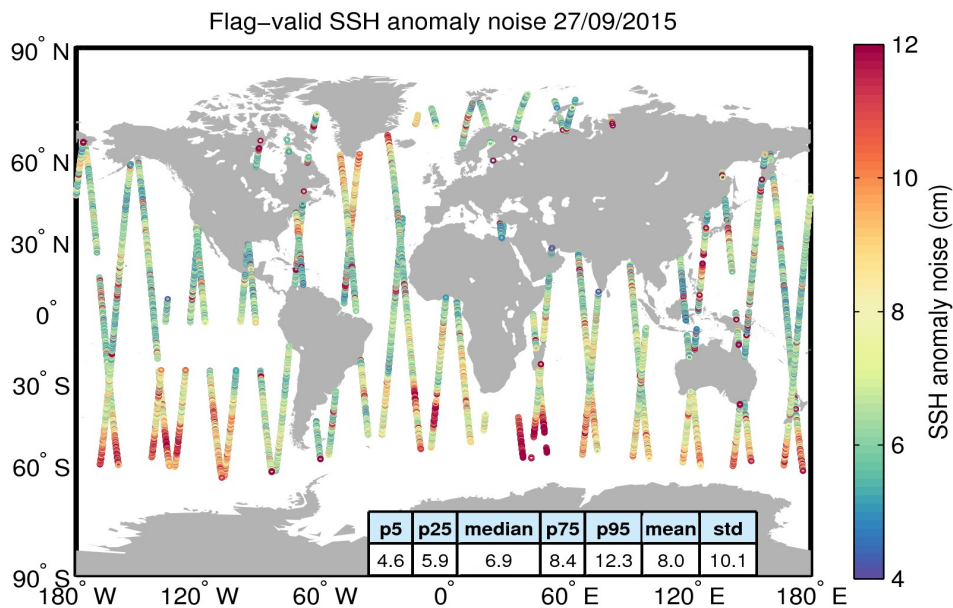 Flag−valid SSH anomaly noise 27/09/2015
90° N
60° N
30° N
0°
30° S
60° S
90° S
180° W 120° W 60° W 0° 60° E 120° E 180° E
p5 p25 median p75 p95 mean std
4.6 5.9 6.9 8.4 12.3 8.0 10.1
12
10
8
6
4
SSH anomaly noise (cm)